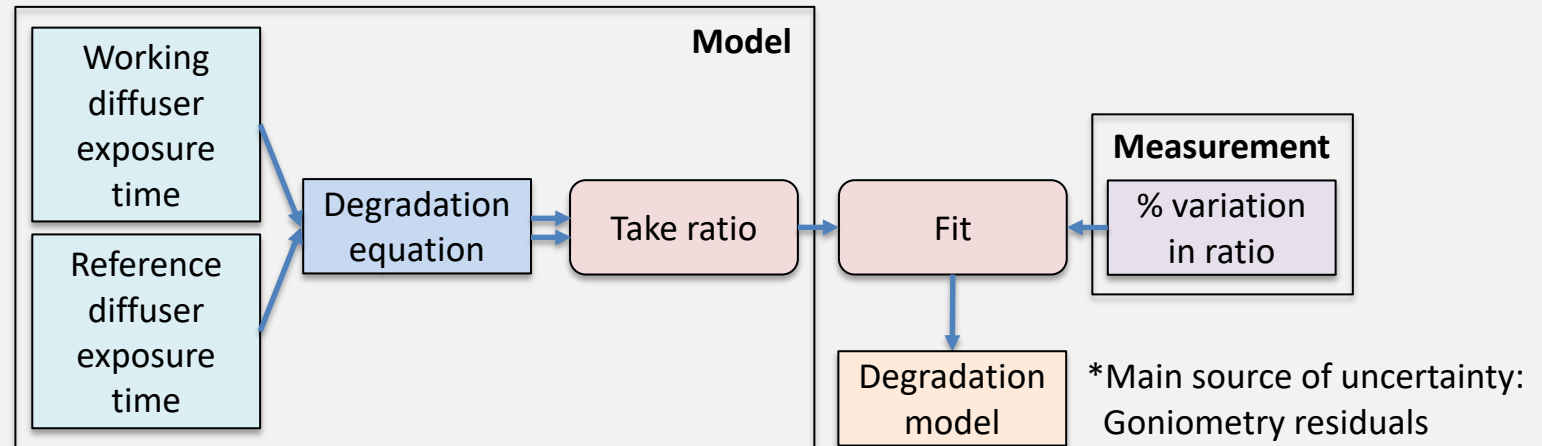 Model
Working
diffuser
exposure
time
Reference
diffuser
exposure
time
Degradation
equation
Take ratio
Fit
Measurement
% variation
in ratio
Degradation
model
*Main source of uncertainty:
Goniometry residuals